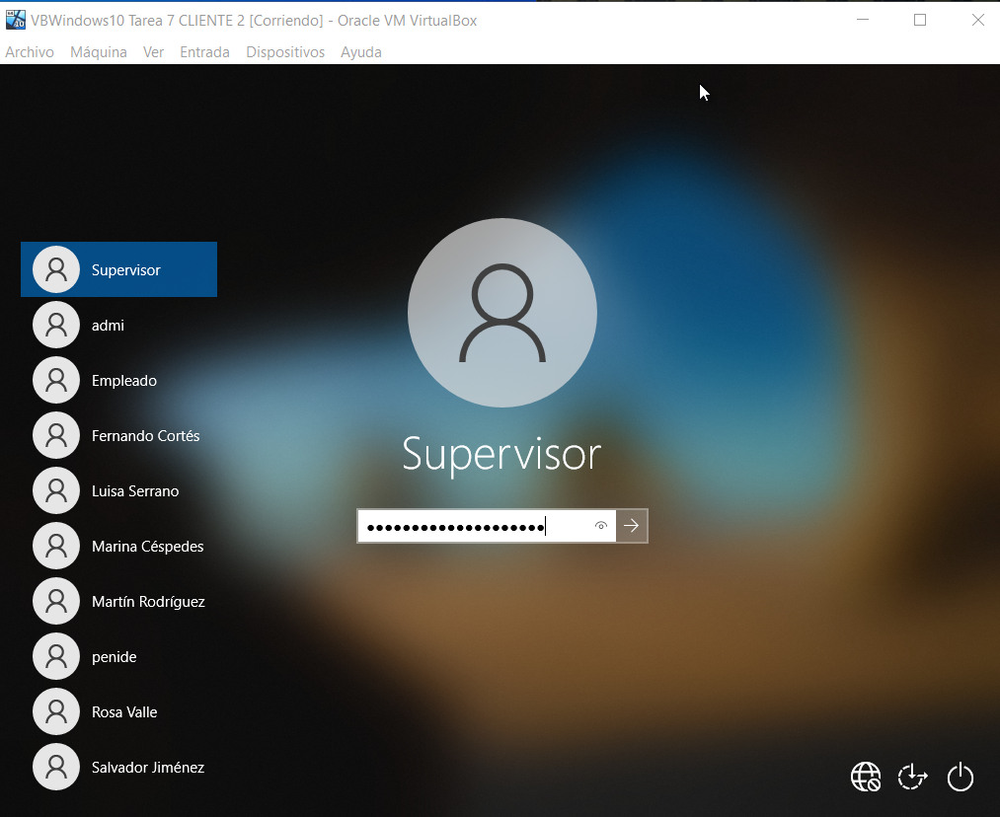 VBWindows10 Tarea 7 CLIENTE 2 [Corriendo] - Oracle VM VirtualBox
Archivo Máquina Ver Entrada Dispositivos Ayuda
Supervisor
admi
Empleado
Fernando Cortés
Luisa Serrano
Marina Céspedes
Martín Rodríguez
penide
Rosa Valle
Salvador Jiménez
Supervisor